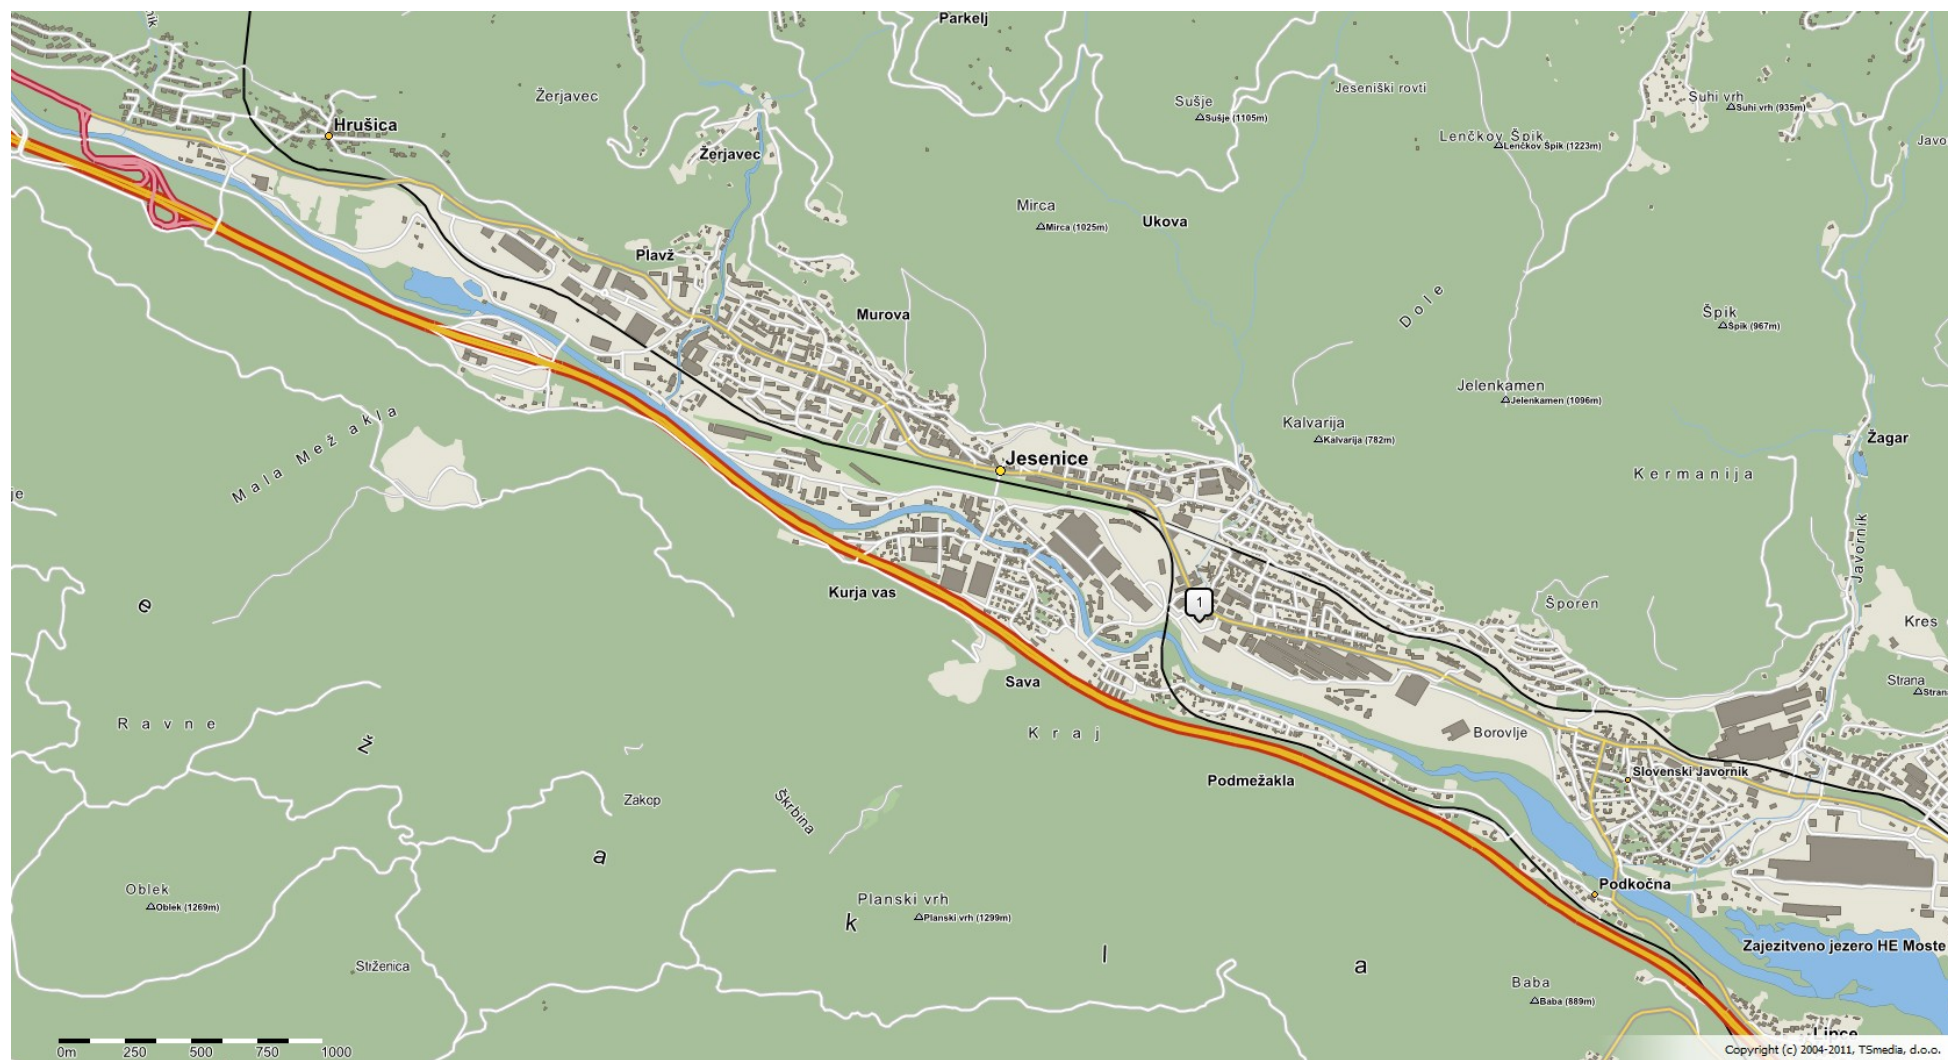 Parkelj
Žerjavec
Sušje
Sušje (1105m)
Jeseniški rovti
Suhi vrh
Suhi vrh (935m)
Hrušica
Lenčkov Špik
Lenčkov Špik (1223m)
Javo
Žerjavec
Mirca
Mirca (1025m)
Ukova
Plavž
Murova
Dole
Špik
Špik (967m)
Jelenkamen
Jelenkamen (1096m)
Mala Mežakla
Kalvarija
Kalvarija (782m)
Žagar
Jesenice
Kermanija
je
Javornik
Kurja vas
1
Šporen
Kres
Sava
Strana
Stran
Ravne
Kraj
Borovlje
Podmežakla
Slovenski Javornik
Zakop
Škrbina
e
ž
a
k
l
a
Oblek
Oblek (1269m)
Planski vrh
Planski vrh (1299m)
Podkočna
Zajezitveno jezero HE Moste
Stiženica
Baba
Baba (889m)
Lipce
0m 250 500 750 1000
Copyright (c) 2004-2011, TSmedia, d.o.o.